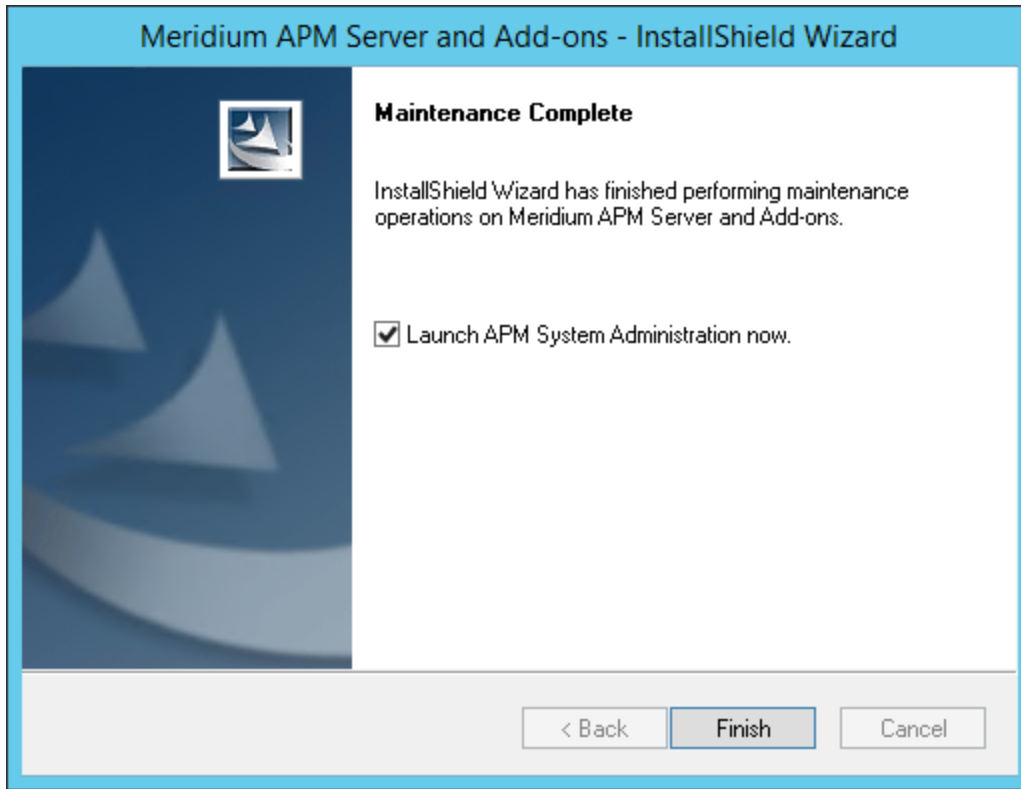 Meridium APM Server and Add-ons - InstallShield Wizard
Maintenance Complete
InstallShield Wizard has finished performing maintenance
operations on Meridium APM Server and Add-ons.
Launch APM System Administration now.
< Back
Finish
Cancel